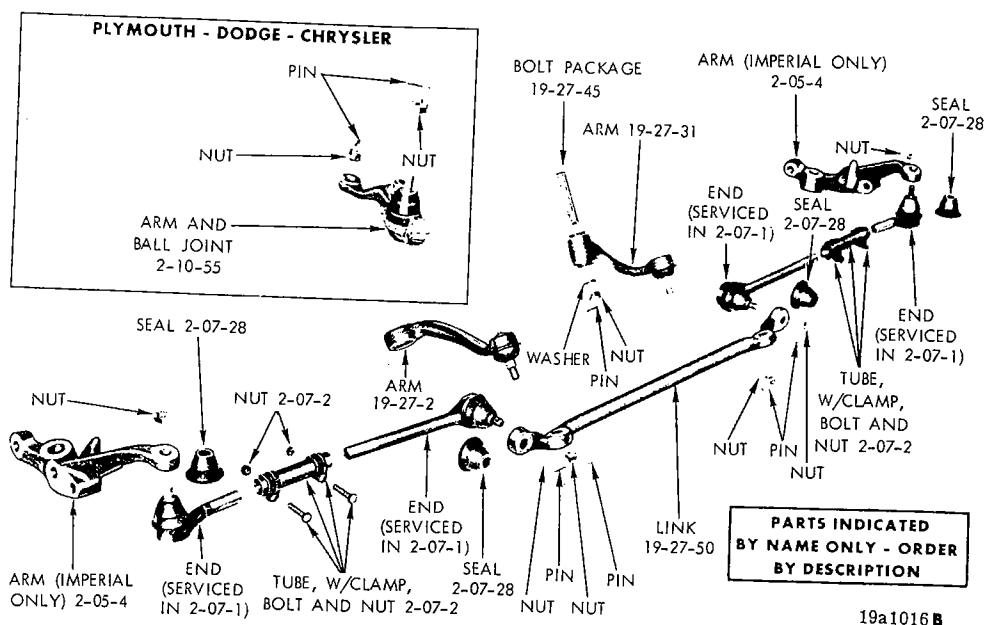 PLYMOUTH - DODGE - CHRYSLER
PIN
NUT
NUT
ARM AND
BALL JOINT
2-10-55
BOLT PACKAGE
19-27-45
ARM 19-27-31
ARM (IMPERIAL ONLY)
2-05-4
SEAL
2-07-28
NUT
END
(SERVICED
IN 2-07-1)
SEAL
2-07-28
WASHER
NUT
PIN
END
(SERVICED
IN 2-07-1)
TUBE,
W/CLAMP,
BOLT AND
NUT 2-07-2
NUT
PIN
NUT
SEAL 2-07-28
NUT
NUT 2-07-2
ARM
19-27-2
END
(SERVICED
IN 2-07-1)
SEAL
2-07-28
LINK
19-27-50
ARM (IMPERIAL
ONLY) 2-05-4
END
(SERVICED
IN 2-07-1)
TUBE, W/CLAMP,
BOLT AND NUT 2-07-2
PIN
PIN
NUT
NUT
PARTS INDICATED
BY NAME ONLY - ORDER
BY DESCRIPTION
19a1016B